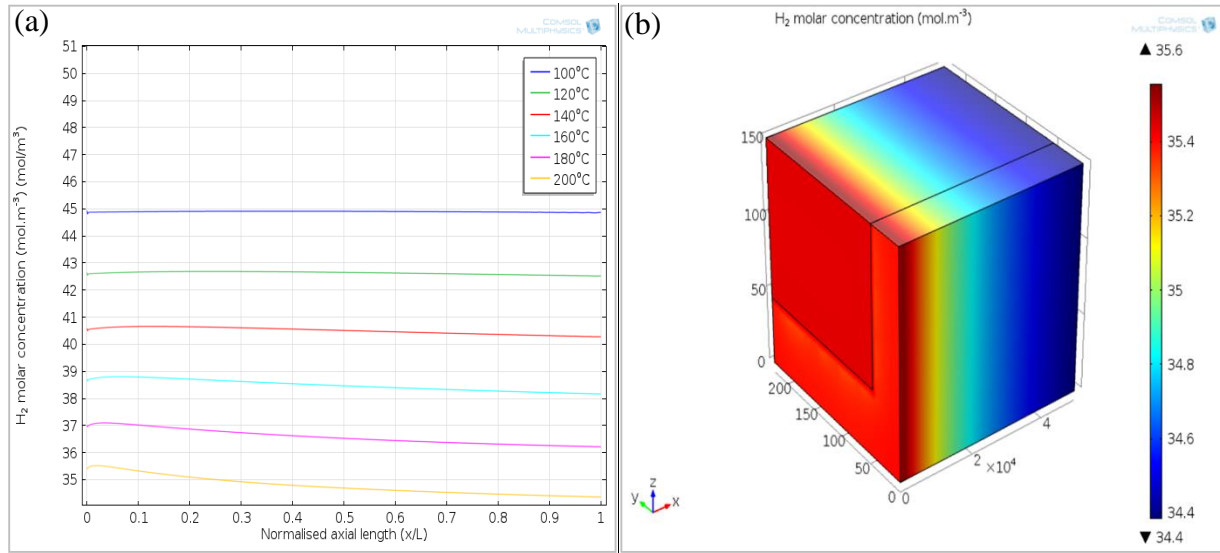 (a)
COMSOL
MULTIPHYSICS
51
50
49
48
47
46
45
44
43
42
41
40
39
38
37
36
35
H₂ molar concentration (mol.m⁻³) (mol/m³)
100°C
120°C
140°C
160°C
180°C
200°C
0 0.1 0.2 0.3 0.4 0.5 0.6 0.7 0.8 0.9 1
Normalised axial length (x/L)
(b)
H₂ molar concentration (mol.m⁻³)
COMSOL
MULTIPHYSICS
▲ 35.6
35.4
35.2
35
34.8
34.6
34.4
▼ 34.4
150
100
50
0
200
150
100
50
0 0
2
×10⁴
4
z
y x